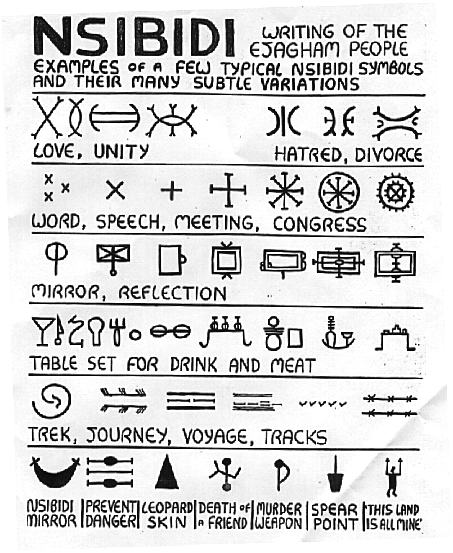 NSIBIDI
WRITING OF THE
EJAGHAM PEOPLE
EXAMPLES OF A FEW TYPICAL NSIBIDI SYMBOLS
AND THEIR MANY SUBTLE VARIATIONS
LOVE, UNITY HATRED, DIVORCE
WORD, SPEECH, MEETING, CONGRESS
MIRROR, REFLECTION
TABLE SET FOR DRINK AND MEAT
TREK, JOURNEY, VOYAGE, TRACKS
NSIBIDI MIRROR
PREVENT DANGER
LEOPARD SKIN
DEATH OF A FRIEND
MURDER WEAPON
SPEAR POINT
'THIS LAND IS ALL MINE'